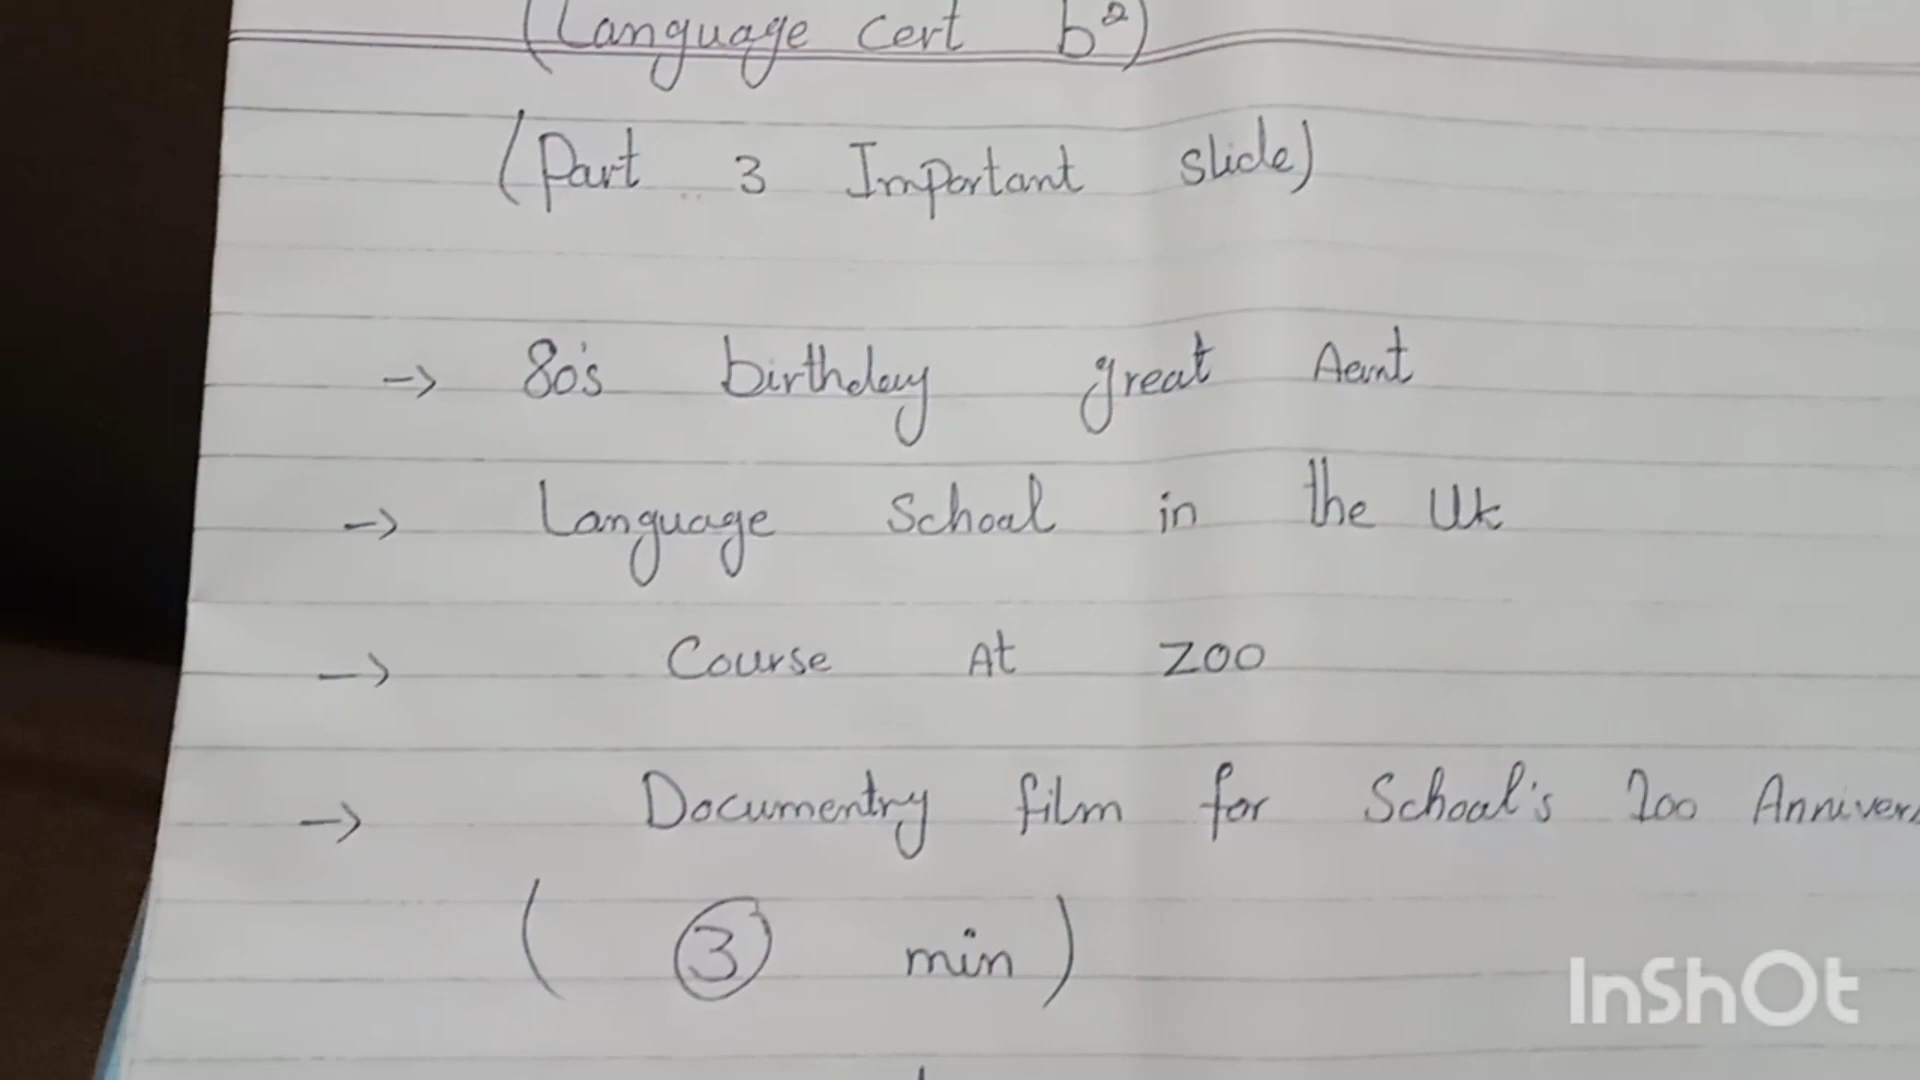 (Language cert b2)
(Part 3 Important slide)
-> 80's birthday great Aunt
-> Language School in the Uk
-> Course At zoo
-> Documentry film for School's 200 Annivers
( 3 min )
InShOt